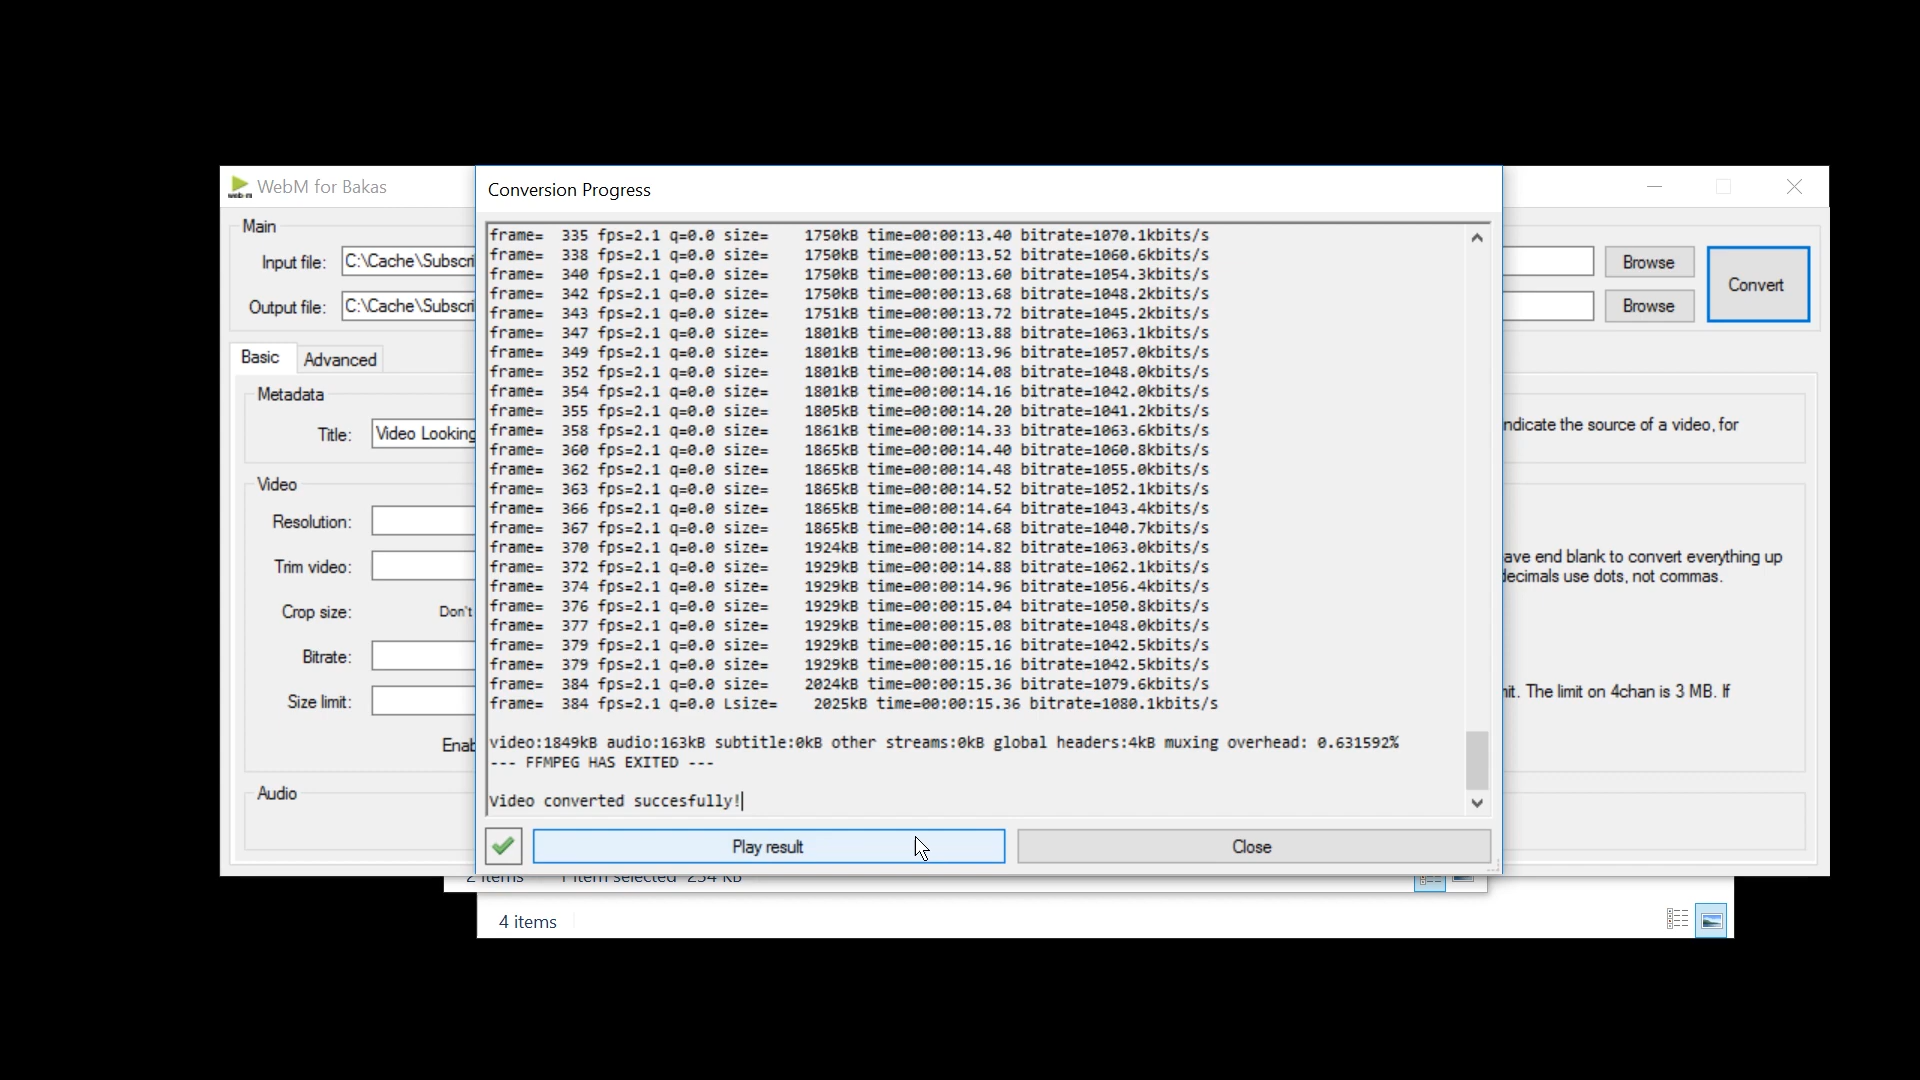 WebM for Bakas
Main
Input file: C:\Cache\Subscri
Browse
Convert
Output file: C:\Cache\Subscri
Browse
Basic
Advanced
Metadata
Title: Video Looking
ndicate the source of a video, for
Video
Resolution:
Trim video:
ave end blank to convert everything up
decimals use dots, not commas.
Crop size: Don't
Bitrate:
Size limit:
it. The limit on 4chan is 3 MB. If
Enab
Audio
Conversion Progress
frame= 335 fps=2.1 q=0.0 size= 1750kB time=00:00:13.40 bitrate=1070.1kbits/s
frame= 338 fps=2.1 q=0.0 size= 1750kB time=00:00:13.52 bitrate=1060.6kbits/s
frame= 340 fps=2.1 q=0.0 size= 1750kB time=00:00:13.60 bitrate=1054.3kbits/s
frame= 342 fps=2.1 q=0.0 size= 1750kB time=00:00:13.68 bitrate=1048.2kbits/s
frame= 343 fps=2.1 q=0.0 size= 1751kB time=00:00:13.72 bitrate=1045.2kbits/s
frame= 347 fps=2.1 q=0.0 size= 1801kB time=00:00:13.88 bitrate=1063.1kbits/s
frame= 349 fps=2.1 q=0.0 size= 1801kB time=00:00:13.96 bitrate=1057.0kbits/s
frame= 352 fps=2.1 q=0.0 size= 1801kB time=00:00:14.08 bitrate=1048.0kbits/s
frame= 354 fps=2.1 q=0.0 size= 1801kB time=00:00:14.16 bitrate=1042.0kbits/s
frame= 355 fps=2.1 q=0.0 size= 1805kB time=00:00:14.20 bitrate=1041.2kbits/s
frame= 358 fps=2.1 q=0.0 size= 1861kB time=00:00:14.33 bitrate=1063.6kbits/s
frame= 360 fps=2.1 q=0.0 size= 1865kB time=00:00:14.40 bitrate=1060.8kbits/s
frame= 362 fps=2.1 q=0.0 size= 1865kB time=00:00:14.48 bitrate=1055.0kbits/s
frame= 363 fps=2.1 q=0.0 size= 1865kB time=00:00:14.52 bitrate=1052.1kbits/s
frame= 366 fps=2.1 q=0.0 size= 1865kB time=00:00:14.64 bitrate=1043.4kbits/s
frame= 367 fps=2.1 q=0.0 size= 1865kB time=00:00:14.68 bitrate=1040.7kbits/s
frame= 370 fps=2.1 q=0.0 size= 1924kB time=00:00:14.82 bitrate=1063.0kbits/s
frame= 372 fps=2.1 q=0.0 size= 1929kB time=00:00:14.88 bitrate=1062.1kbits/s
frame= 374 fps=2.1 q=0.0 size= 1929kB time=00:00:14.96 bitrate=1056.4kbits/s
frame= 376 fps=2.1 q=0.0 size= 1929kB time=00:00:15.04 bitrate=1050.8kbits/s
frame= 377 fps=2.1 q=0.0 size= 1929kB time=00:00:15.08 bitrate=1048.0kbits/s
frame= 379 fps=2.1 q=0.0 size= 1929kB time=00:00:15.16 bitrate=1042.5kbits/s
frame= 379 fps=2.1 q=0.0 size= 1929kB time=00:00:15.16 bitrate=1042.5kbits/s
frame= 384 fps=2.1 q=0.0 size= 2024kB time=00:00:15.36 bitrate=1079.6kbits/s
frame= 384 fps=2.1 q=0.0 Lsize= 2025kB time=00:00:15.36 bitrate=1080.1kbits/s
video:1849kB audio:163kB subtitle:0kB other streams:0kB global headers:4kB muxing overhead: 0.631592%
--- FFMPEG HAS EXITED ---
Video converted succesfully!
Play result
Close
2 items 1 item selected 234 KB
4 items